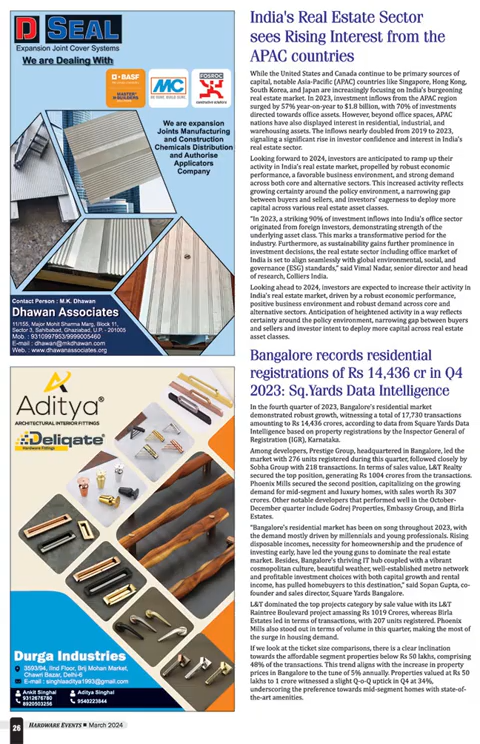 D SEAL
Expansion Joint Cover Systems
We are Dealing With
BASF
MASTER BUILDERS
MC
FOSROC
constructive solutions
We are expansion
Joints Manufacturing
and Construction
Chemicals Distribution
and Authorise
Applicators
Company
Contact Person : M.K. Dhawan
Dhawan Associates
11/155, Major Mohit Sharma Marg, Block 11,
Sector 3, Sahibabad, Ghaziabad, U.P. - 201005
Mob. : 9310997953/9999005460
E-mail : dhawan@mkdhawan.com
Web. : www.dhawanassociates.org
Aditya®
ARCHITECTURAL INTERIOR FITTINGS
Deliqate®
Hardware Fittings
Durga Industries
3693/94, IInd Floor, Brij Mohan Market,
Chawri Bazar, Delhi-6
E-mail : singhlaaditya1993@gmail.com
Ankit Singhal
9312676780
8920503256
Aditya Singhal
9540223844
India's Real Estate Sector
sees Rising Interest from the
APAC countries
While the United States and Canada continue to be primary sources of
capital, notable Asia-Pacific (APAC) countries like Singapore, Hong Kong,
South Korea, and Japan are increasingly focusing on India's burgeoning
real estate market. In 2023, investment inflows from the APAC region
surged by 57% year-on-year to $1.8 billion, with 70% of investments
directed towards office assets. However, beyond office spaces, APAC
nations have also displayed interest in residential, industrial, and
warehousing assets. The inflows nearly doubled from 2019 to 2023,
signaling a significant rise in investor confidence and interest in India's
real estate sector.
Looking forward to 2024, investors are anticipated to ramp up their
activity in India's real estate market, propelled by robust economic
performance, a favorable business environment, and strong demand
across both core and alternative sectors. This increased activity reflects
growing certainty around the policy environment, a narrowing gap
between buyers and sellers, and investors' eagerness to deploy more
capital across various real estate asset classes.
"In 2023, a striking 90% of investment inflows into India's office sector
originated from foreign investors, demonstrating strength of the
underlying asset class. This marks a transformative period for the
industry. Furthermore, as sustainability gains further prominence in
investment decisions, the real estate sector including office market of
India is set to align seamlessly with global environmental, social, and
governance (ESG) standards," said Vimal Nadar, senior director and head
of research, Colliers India.
Looking ahead to 2024, investors are expected to increase their activity in
India's real estate market, driven by a robust economic performance,
positive business environment and robust demand across core and
alternative sectors. Anticipation of heightened activity in a way reflects
certainty around the policy environment, narrowing gap between buyers
and sellers and investor intent to deploy more capital across real estate
asset classes.
Bangalore records residential
registrations of Rs 14,436 cr in Q4
2023: Sq.Yards Data Intelligence
In the fourth quarter of 2023, Bangalore's residential market
demonstrated robust growth, witnessing a total of 17,730 transactions
amounting to Rs 14,436 crores, according to data from Square Yards Data
Intelligence based on property registrations by the Inspector General of
Registration (IGR), Karnataka.
Among developers, Prestige Group, headquartered in Bangalore, led the
market with 276 units registered during this quarter, followed closely by
Sobha Group with 218 transactions. In terms of sales value, L&T Realty
secured the top position, generating Rs 1004 crores from the transactions.
Phoenix Mills secured the second position, capitalizing on the growing
demand for mid-segment and luxury homes, with sales worth Rs 307
crores. Other notable developers that performed well in the October-
December quarter include Godrej Properties, Embassy Group, and Birla
Estates.
"Bangalore's residential market has been on song throughout 2023, with
the demand mostly driven by millennials and young professionals. Rising
disposable incomes, necessity for homeownership and the prudence of
investing early, have led the young guns to dominate the real estate
market. Besides, Bangalore's thriving IT hub coupled with a vibrant
cosmopolitan culture, beautiful weather, well-established metro network
and profitable investment choices with both capital growth and rental
income, has pulled homebuyers to this destination," said Sopan Gupta, co-
founder and sales director, Square Yards Bangalore.
L&T dominated the top projects category by sale value with its L&T
Raintree Boulevard project amassing Rs 1019 Crores, whereas Birla
Estates led in terms of transactions, with 207 units registered. Phoenix
Mills also stood out in terms of volume in this quarter, making the most of
the surge in housing demand.
If we look at the ticket size comparisons, there is a clear inclination
towards the affordable segment properties below Rs 50 lakhs, comprising
48% of the transactions. This trend aligns with the increase in property
prices in Bangalore to the tune of 5% annually. Properties valued at Rs 50
lakhs to 1 crore witnessed a slight Q-o-Q uptick in Q4 at 34%,
underscoring the preference towards mid-segment homes with state-of-
the-art amenities.
26
HARDWARE EVENTS ■ March 2024